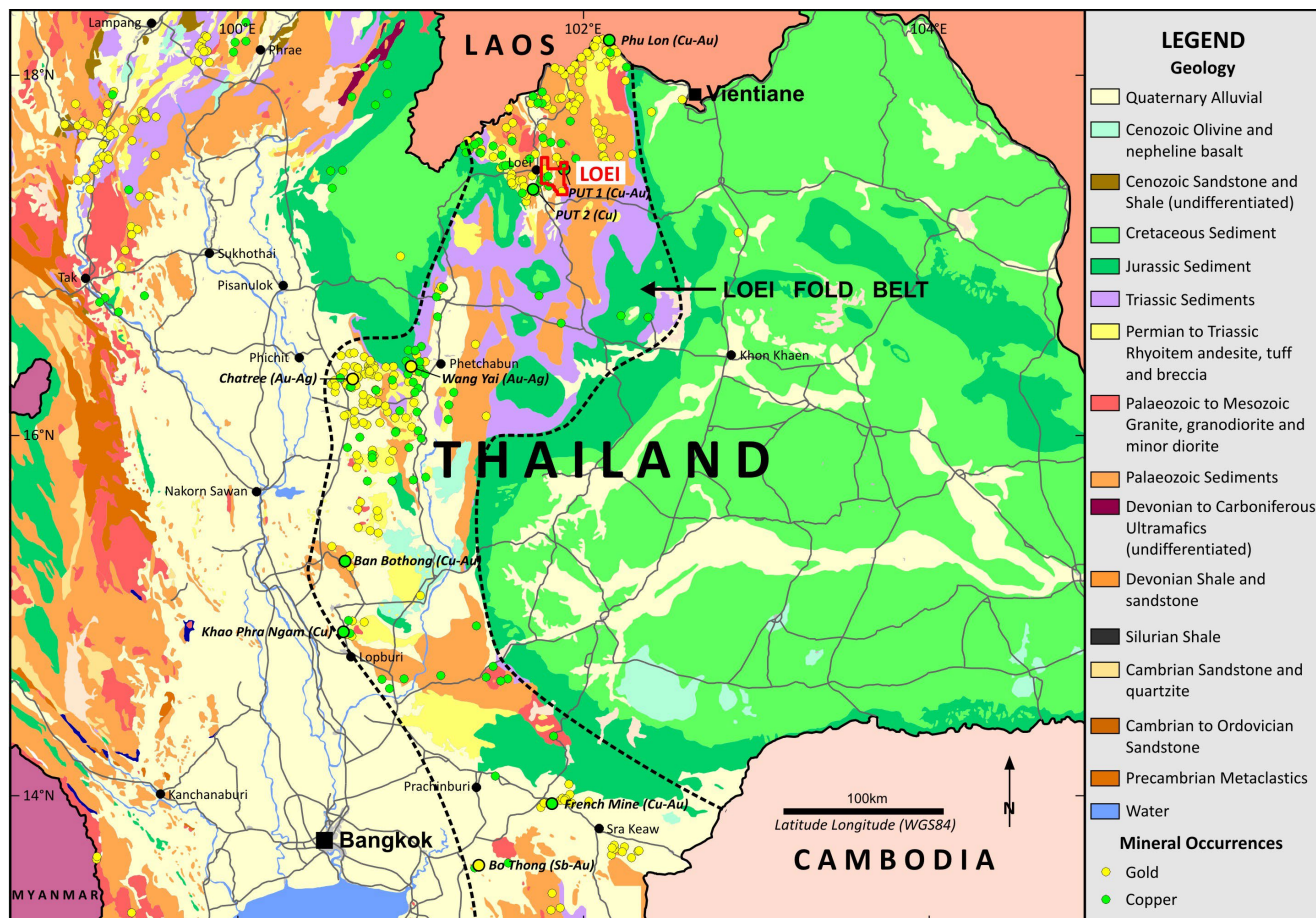 Lampang
100°E
102°E
104°E
LAOS
Phu Lon (Cu-Au)
Phrae
18°N
Vientiane
Loei
LOEI
PUT 1 (Cu-Au)
PUT 2 (Cu)
Sukhothai
Tak
Pisanulok
LOEI FOLD BELT
Phichit
Phetchabun
Khon Khaen
Chatree (Au-Ag)
Wang Yai (Au-Ag)
16°N
THAILAND
Nakorn Sawan
Ban Bothong (Cu-Au)
Khao Phra Ngam (Cu)
Lopburi
14°N
Kanchanaburi
Prachinburi
French Mine (Cu-Au)
100km
Latitude Longitude (WGS84)
N
Sra Keaw
Bangkok
Bo Thong (Sb-Au)
CAMBODIA
MYANMAR
LEGEND
Geology
Quaternary Alluvial
Cenozoic Olivine and
nepheline basalt
Cenozoic Sandstone and
Shale (undifferentiated)
Cretaceous Sediment
Jurassic Sediment
Triassic Sediments
Permian to Triassic
Rhyoitem andesite, tuff
and breccia
Palaeozoic to Mesozoic
Granite, granodiorite and
minor diorite
Palaeozoic Sediments
Devonian to Carboniferous
Ultramafics
(undifferentiated)
Devonian Shale and
sandstone
Silurian Shale
Cambrian Sandstone and
quartzite
Cambrian to Ordovician
Sandstone
Precambrian Metaclastics
Water
Mineral Occurrences
Gold
Copper